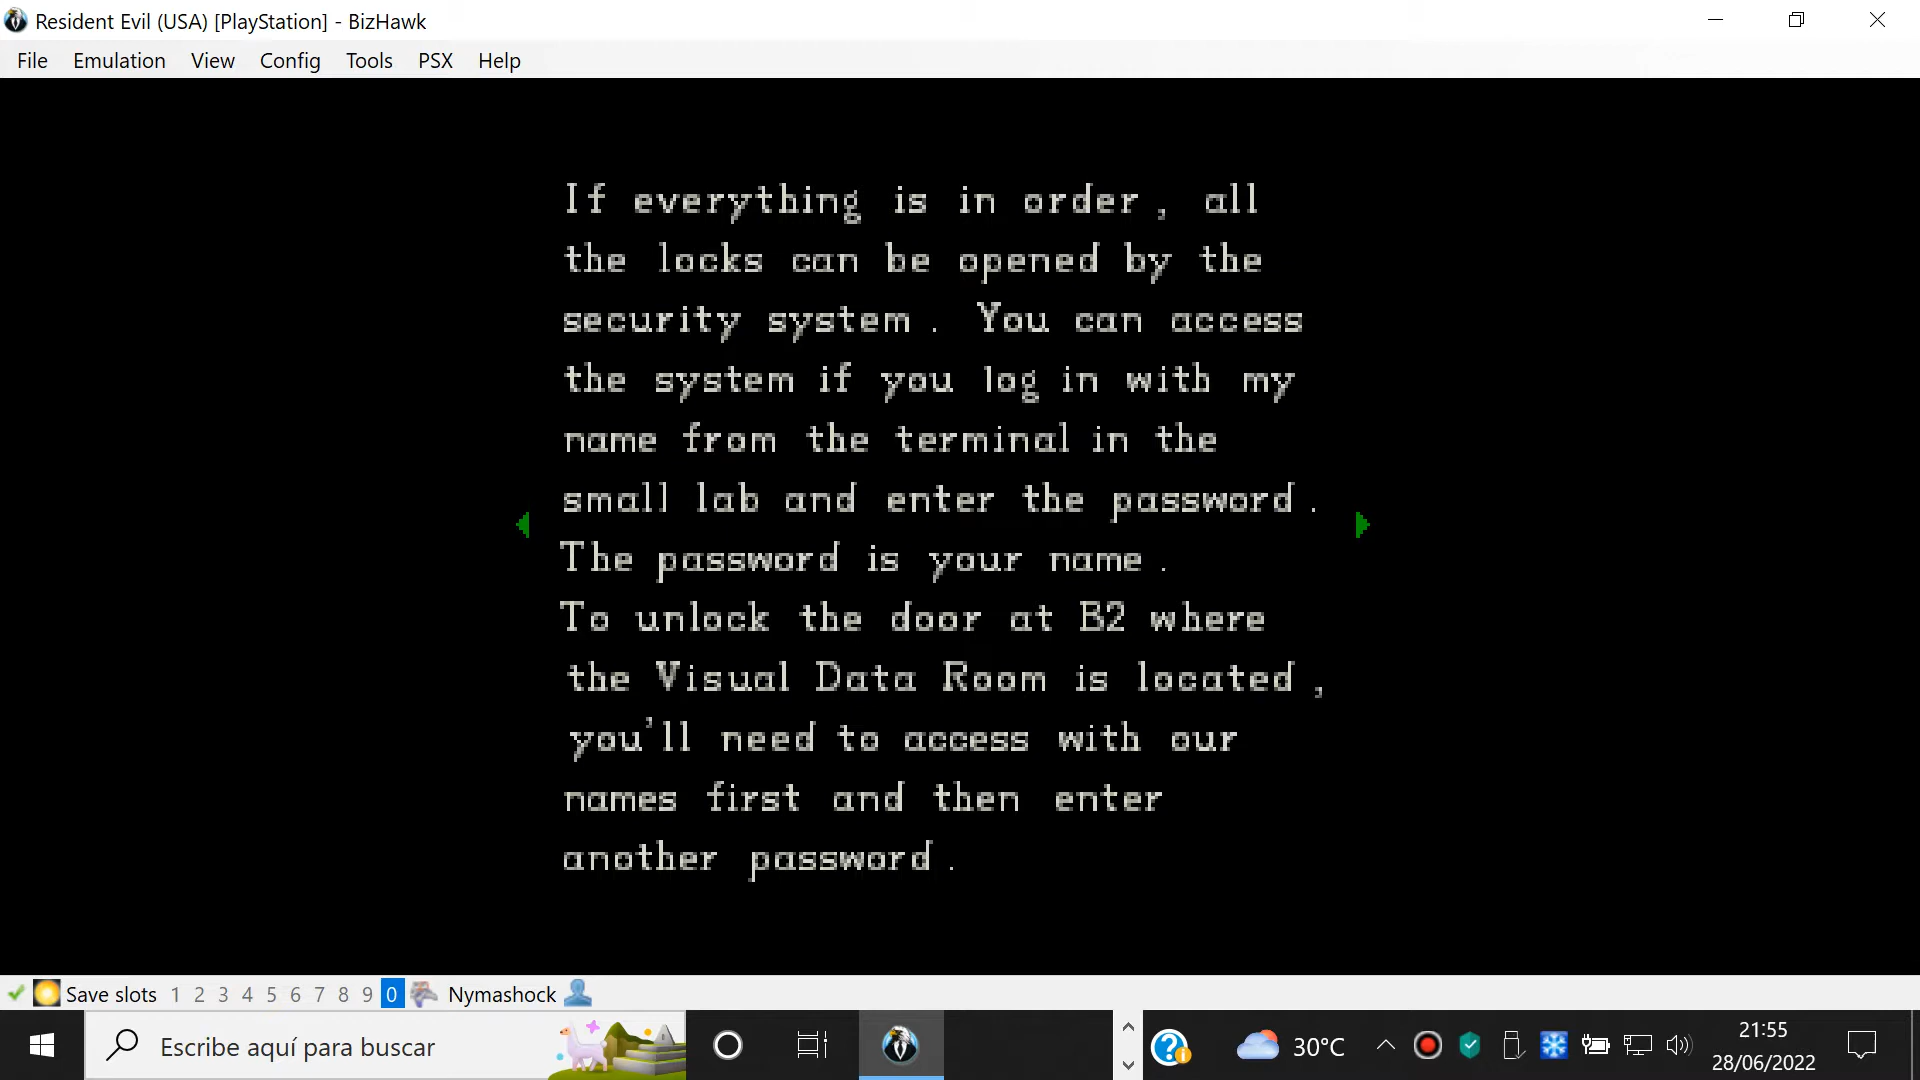 Resident Evil (USA) [PlayStation] - BizHawk
File Emulation View Config Tools PSX Help
If everything is in order, all
the locks can be opened by the
security system. You can access
the system if you log in with my
name from the terminal in the
small lab and enter the password.
The password is your name.
To unlock the door at B2 where
the Visual Data Room is located,
you'll need to access with our
names first and then enter
another password.
Save slots 1 2 3 4 5 6 7 8 9 0 Nymashock
Escribe aquí para buscar
30°C
21:55
28/06/2022